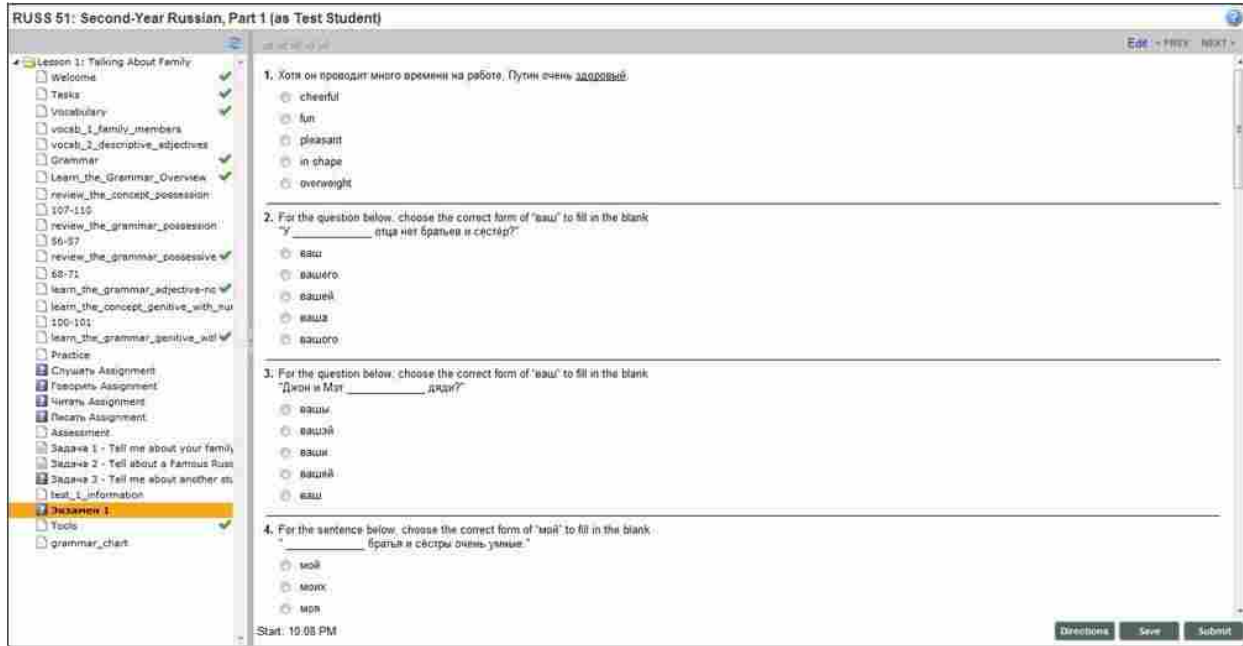 RUSS 51: Second-Year Russian, Part 1 (as Test Student)
Edit PREV NEXT
Lesson 1: Talking About Family
Welcome
Tasks
Vocabulary
vocab_1_family_members
vocab_2_descriptive_adjectives
Grammar
Learn_the_Grammar_Overview
review_the_concept_possession
107-110
review_the_grammar_possession
56-57
review_the_grammar_possessive
68-71
learn_the_grammar_adjective-no
learn_the_concept_genitive_with_nur
100-101
learn_the_grammar_genitive_wit
Practice
Слушать Assignment
Говорить Assignment
Читать Assignment
Писать Assignment
Assessment
Задача 1 - Tell me about your family
Задача 2 - Tell about a Famous Russ
Задача 3 - Tell me about another stu
test_1_information
Экзамен 1
Tools
grammar_chart
1. Хотя он проводит много времени на работе, Путин очень здоровый.
cheerful
fun
pleasant
in shape
overweight
2. For the question below, choose the correct form of "ваш" to fill in the blank
"У ____________ отца нет братьев и сестёр?"
ваш
вашего
вашей
ваша
вашого
3. For the question below, choose the correct form of "ваш" to fill in the blank
"Джон и Мэт ____________ дяди?"
вашы
вашэй
ваши
вашей
ваш
4. For the sentence below, choose the correct form of "мой" to fill in the blank
"____________ братья и сёстры очень умные."
мой
моих
моя
Start: 10:08 PM
Directions Save Submit